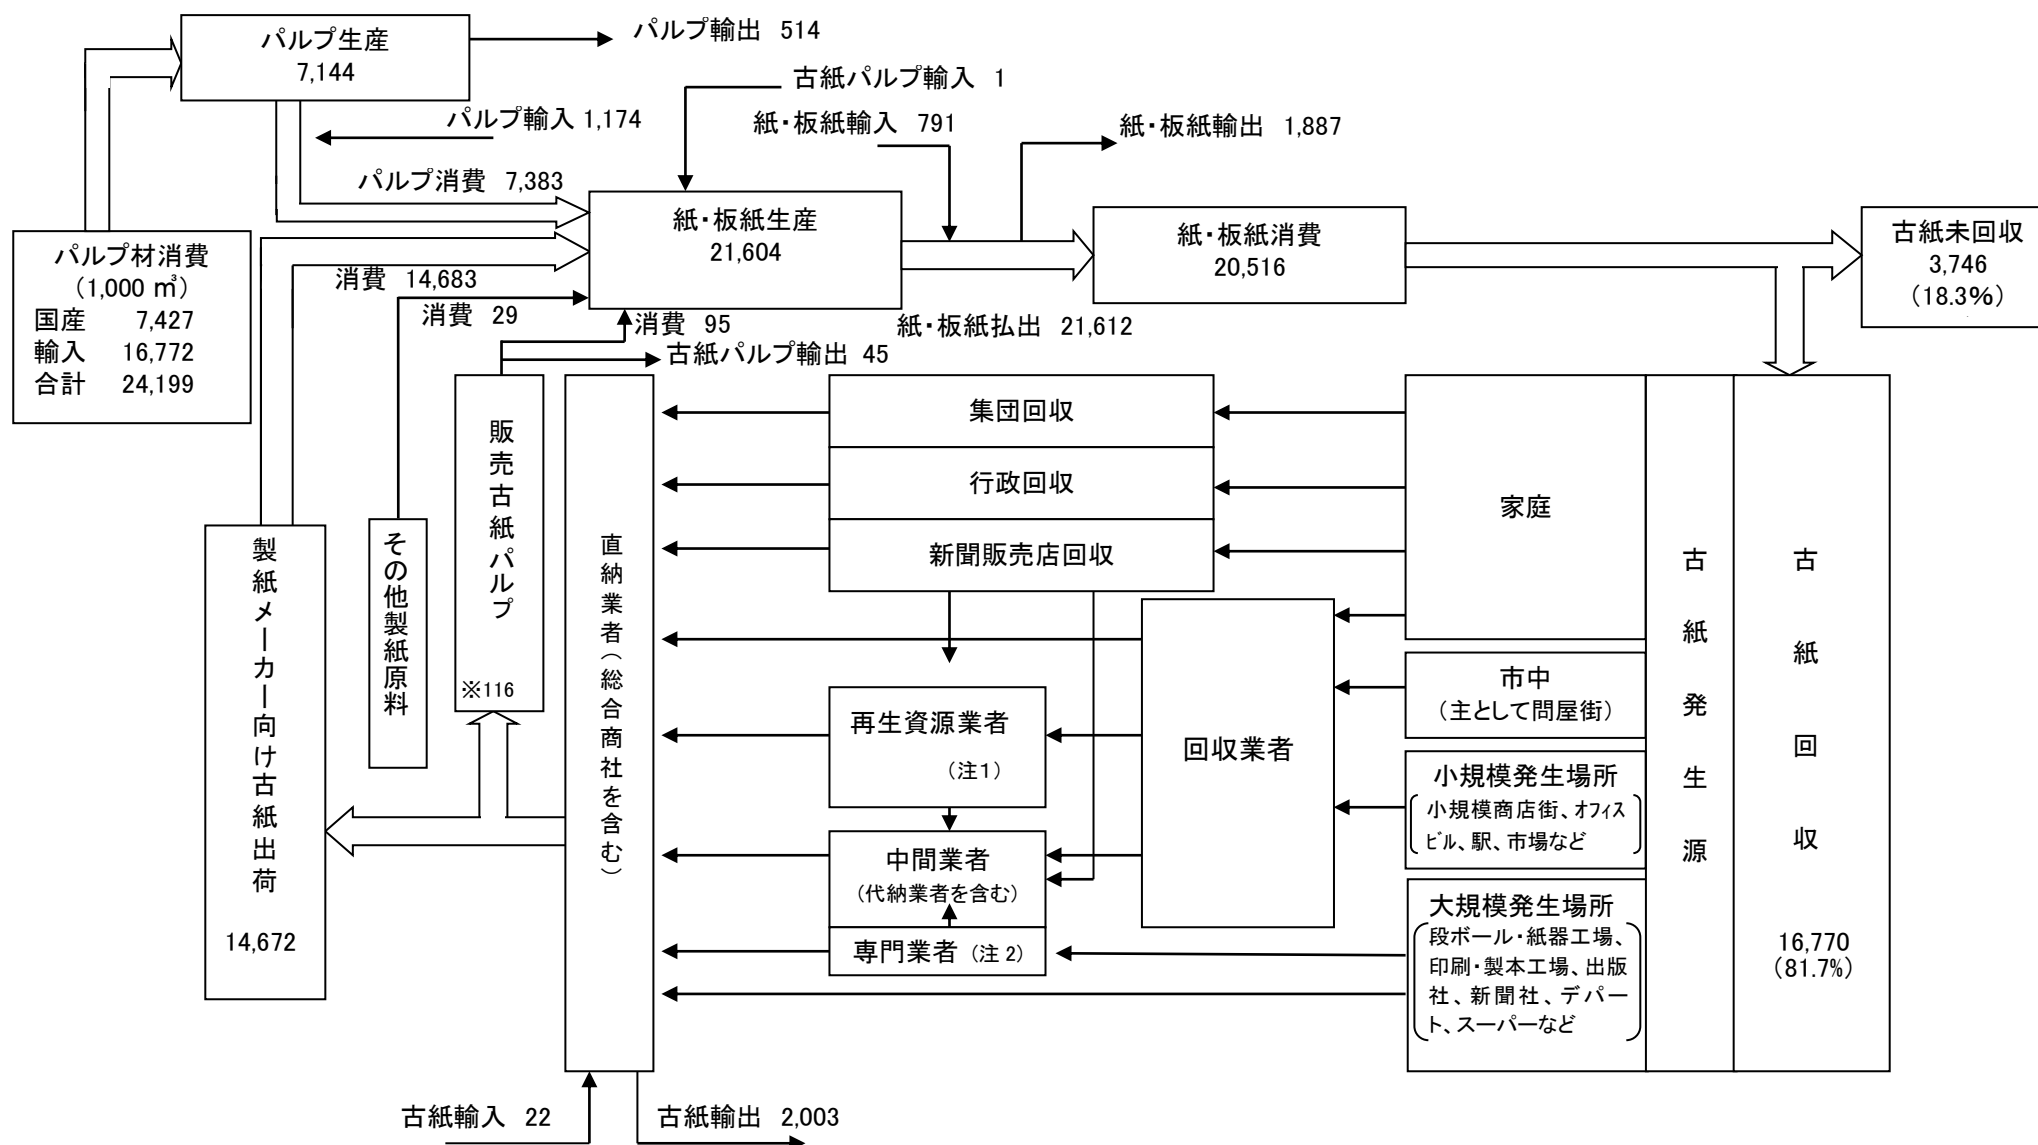 パルプ生産
7,144
パルプ輸出 514
古紙パルプ輸入 1
パルプ輸入 1,174
紙・板紙輸入 791
紙・板紙輸出 1,887
パルプ消費 7,383
紙・板紙生産
21,604
紙・板紙消費
20,516
古紙未回収
3,746
(18.3%)
パルプ材消費
(1,000 ㎥)
国産 7,427
輸入 16,772
合計 24,199
消費 14,683
消費 29
消費 95
紙・板紙払出 21,612
古紙パルプ輸出 45
製紙メーカー向け古紙出荷
14,672
その他製紙原料
販売古紙パルプ
※116
直納業者(総合商社を含む)
集団回収
行政回収
新聞販売店回収
再生資源業者
(注1)
中間業者
(代納業者を含む)
専門業者 (注 2)
回収業者
家庭
市中
(主として問屋街)
小規模発生場所
小規模商店街、オフィス
ビル、駅、市場など
大規模発生場所
段ボール・紙器工場、
印刷・製本工場、出版
社、新聞社、デパー
ト、スーパーなど
古紙発生源
古紙回収
16,770
(81.7%)
古紙輸入 22
古紙輸出 2,003